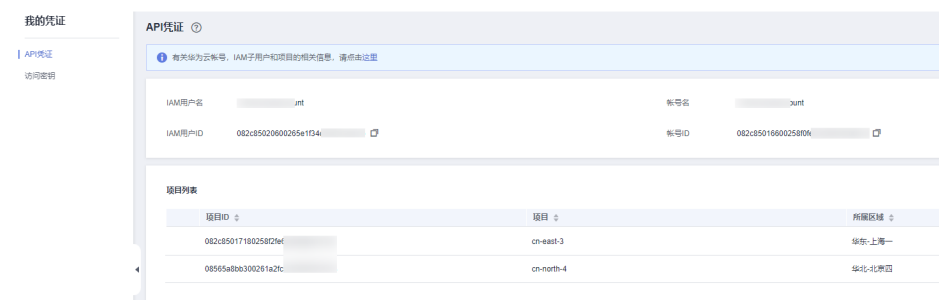 我的凭证
API凭证
访问密钥
API凭证
有关华为云帐号，IAM子用户和项目的相关信息，请点击这里
IAM用户名 unt
帐号名 ount
IAM用户ID 082c85020600265e1f34
帐号ID 082c85016600258f0f
项目列表
项目ID 项目 所属区域
082c85017180258f2fe cn-east-3 华东-上海一
08565a8bb300261a2fc cn-north-4 华北-北京四